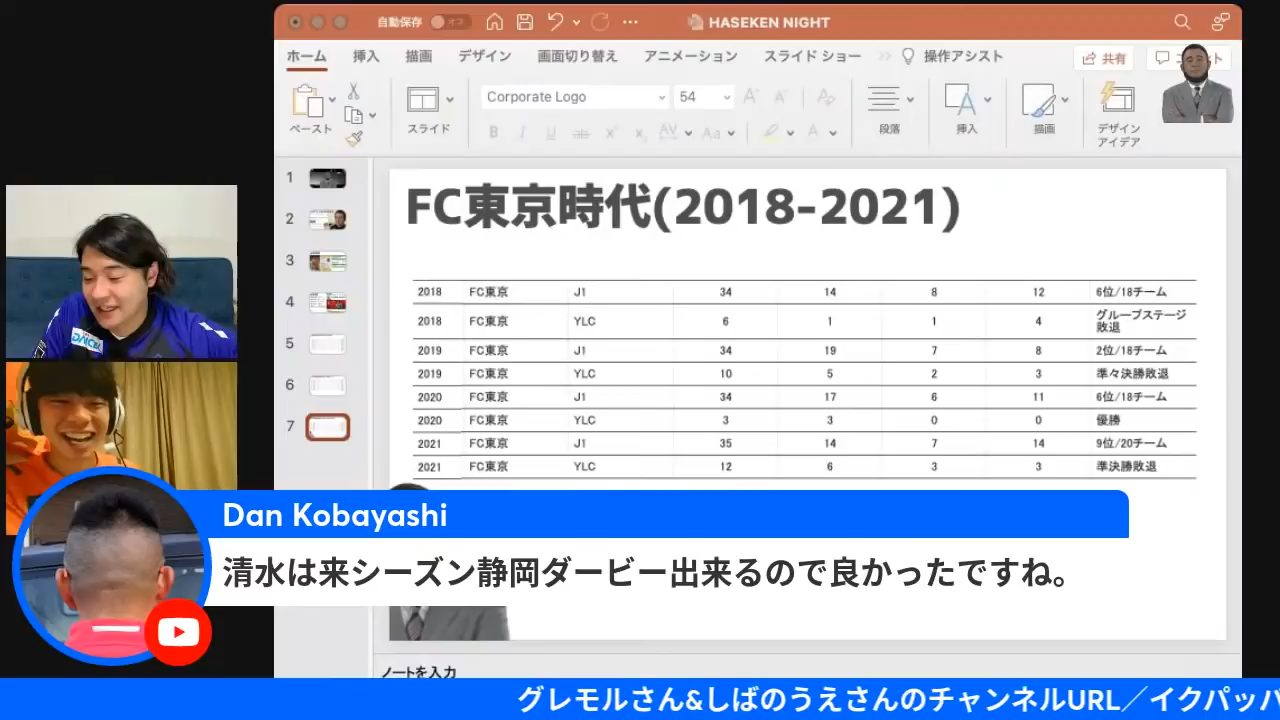 自動保存 オフ
HASEKEN NIGHT
ホーム 挿入 描画 デザイン 画面切り替え アニメーション スライド ショー 操作アシスト 共有
Corporate Logo 54
ペースト スライド 段落 挿入 描画 デザイン
アイデア
1
2
3
4
5
6
7
FC東京時代(2018-2021)
2018 FC東京 J1 34 14 8 12 6位/18チーム
2018 FC東京 YLC 6 1 1 4 グループステージ
敗退
2019 FC東京 J1 34 19 7 8 2位/18チーム
2019 FC東京 YLC 10 5 2 3 準々決勝敗退
2020 FC東京 J1 34 17 6 11 6位/18チーム
2020 FC東京 YLC 3 3 0 0 優勝
2021 FC東京 J1 35 14 7 14 9位/20チーム
2021 FC東京 YLC 12 6 3 3 準決勝敗退
DAICEL
Dan Kobayashi
清水は来シーズン静岡ダービー出来るので良かったですね。
ノートを入力
グレモルさん&しばのうえさんのチャンネルURL／イクパッパ